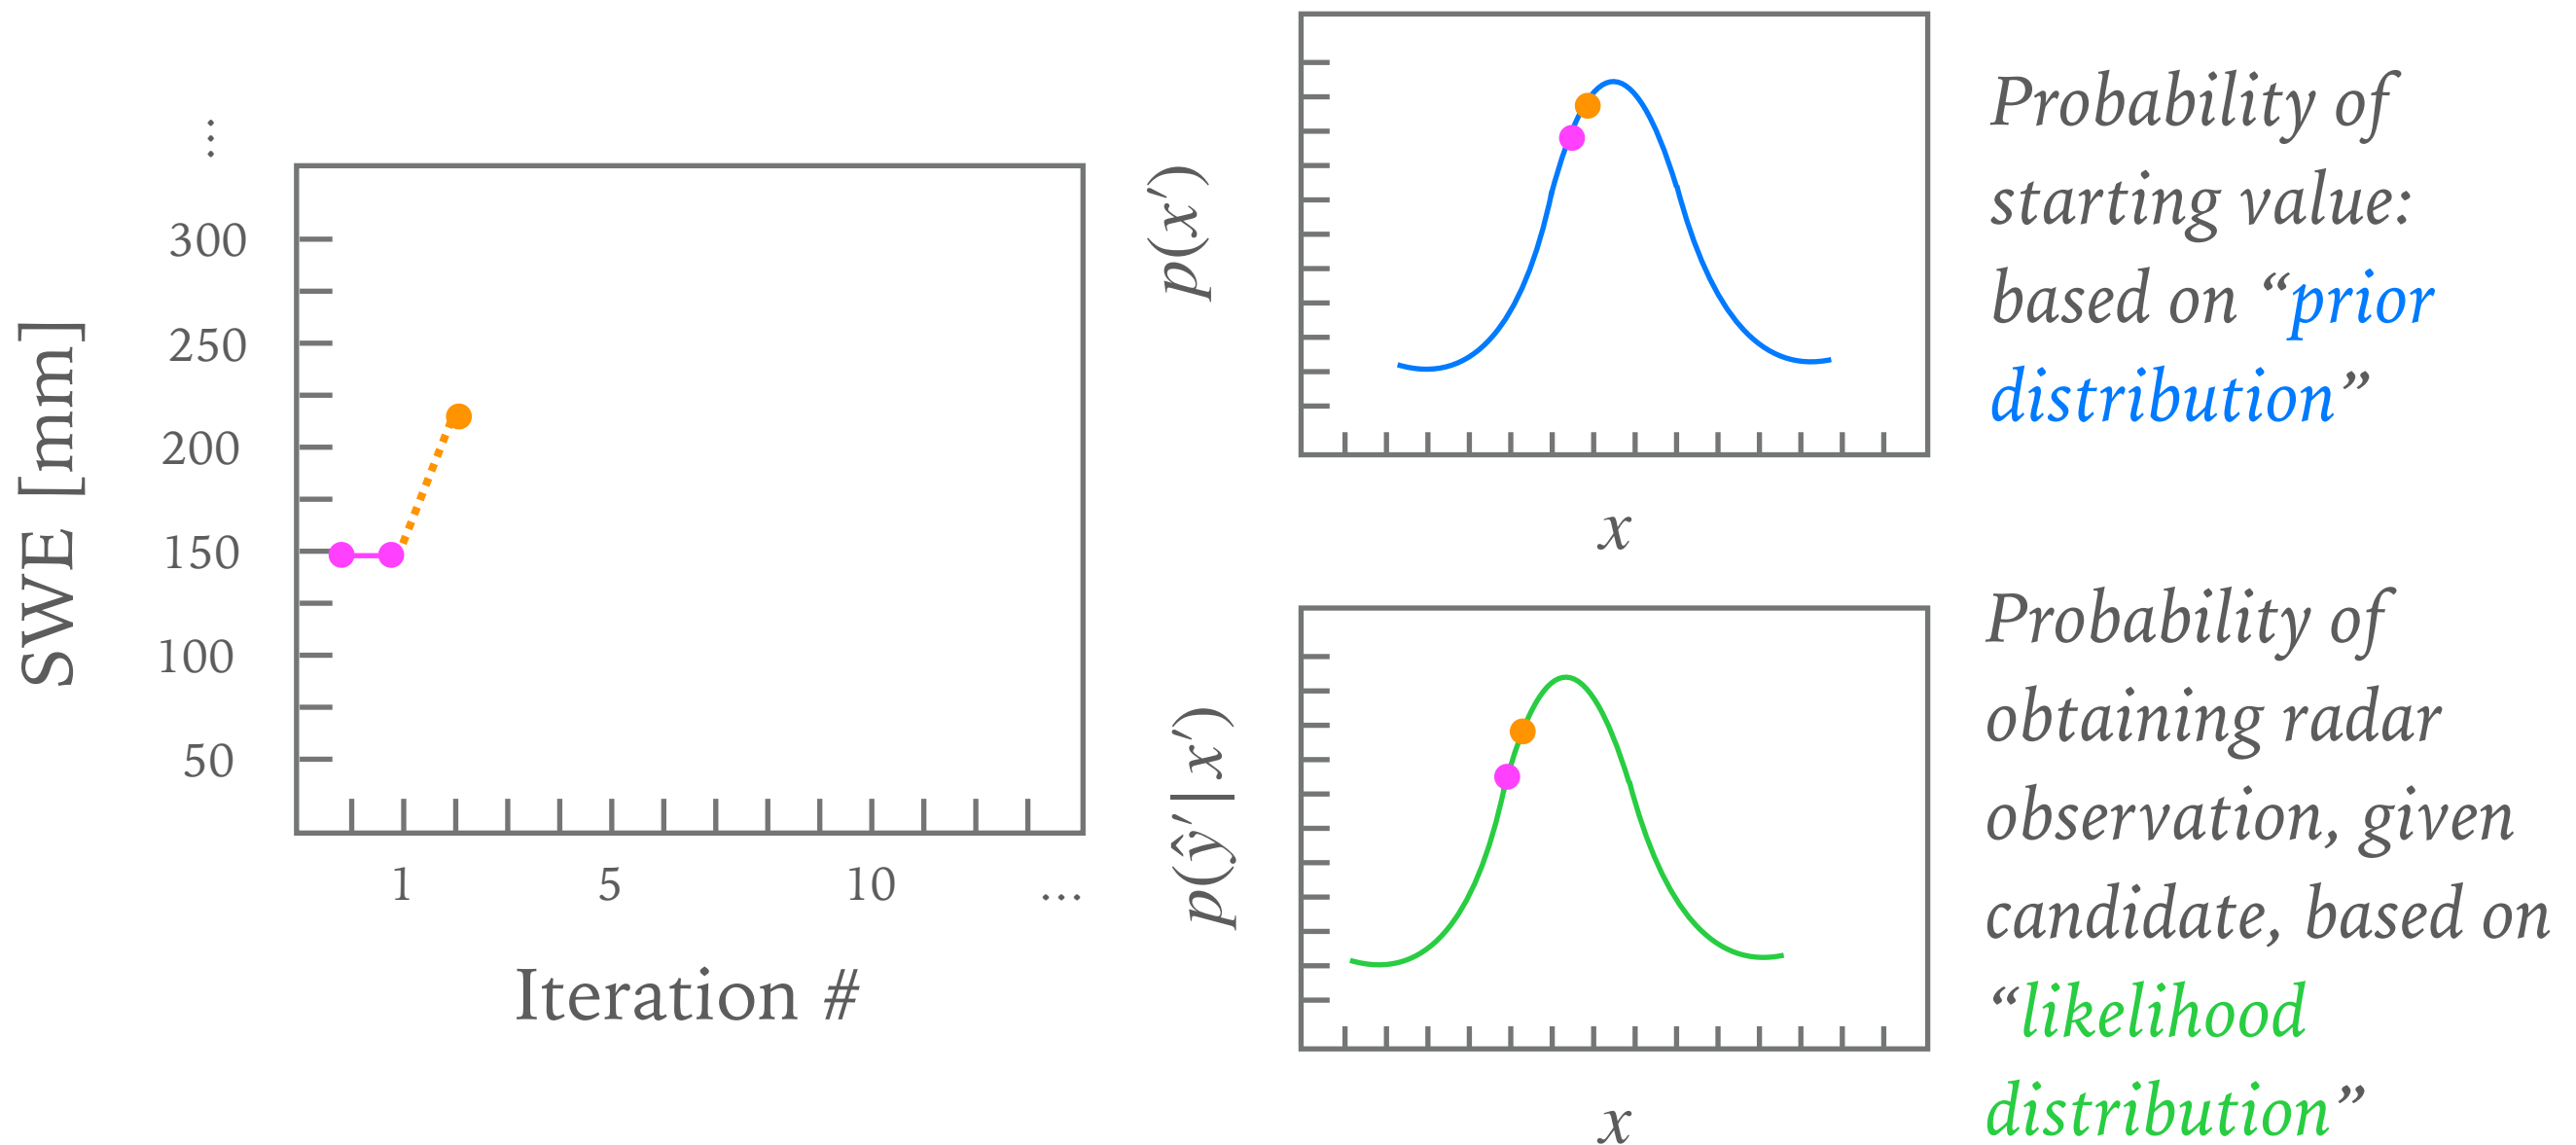 ⋮
300
250
200
150
100
50
SWE [mm]
1 5 10 ...
Iteration #
p(x′)
x
Probability of
starting value:
based on “prior
distribution”
p(ŷ′|x′)
x
Probability of
obtaining radar
observation, given
candidate, based on
“likelihood
distribution”